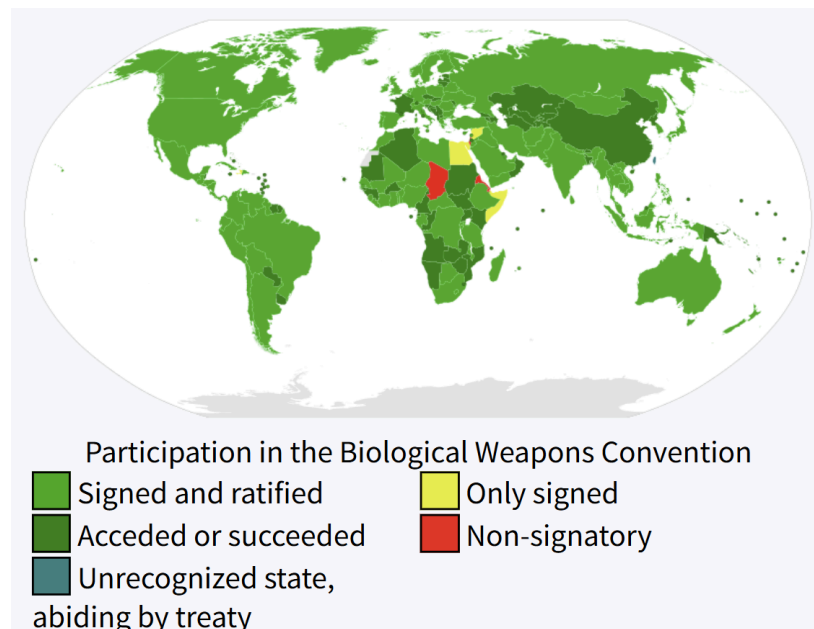 Participation in the Biological Weapons Convention
Signed and ratified
Only signed
Acceded or succeeded
Non-signatory
Unrecognized state,
abiding by treaty